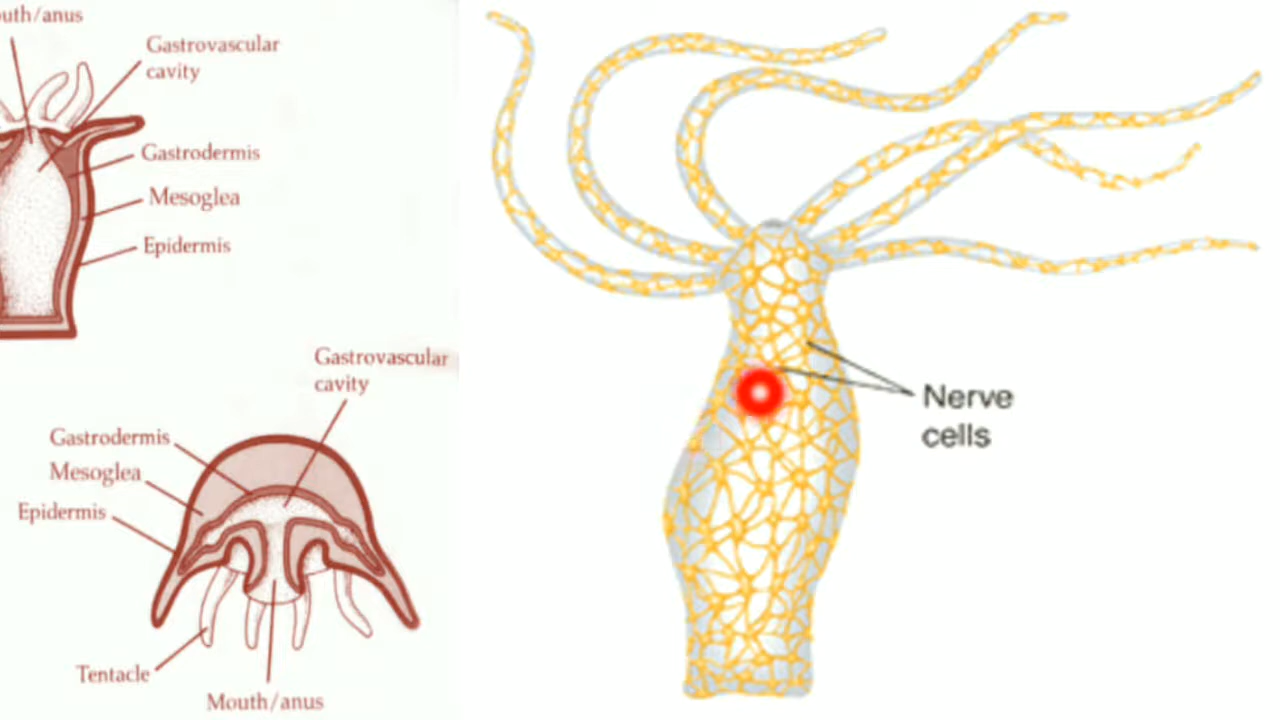 outh/anus
Gastrovascular
cavity
Gastrodermis
Mesoglea
Epidermis
Gastrovascular
cavity
Gastrodermis
Mesoglea
Epidermis
Tentacle
Mouth/anus
Nerve
cells